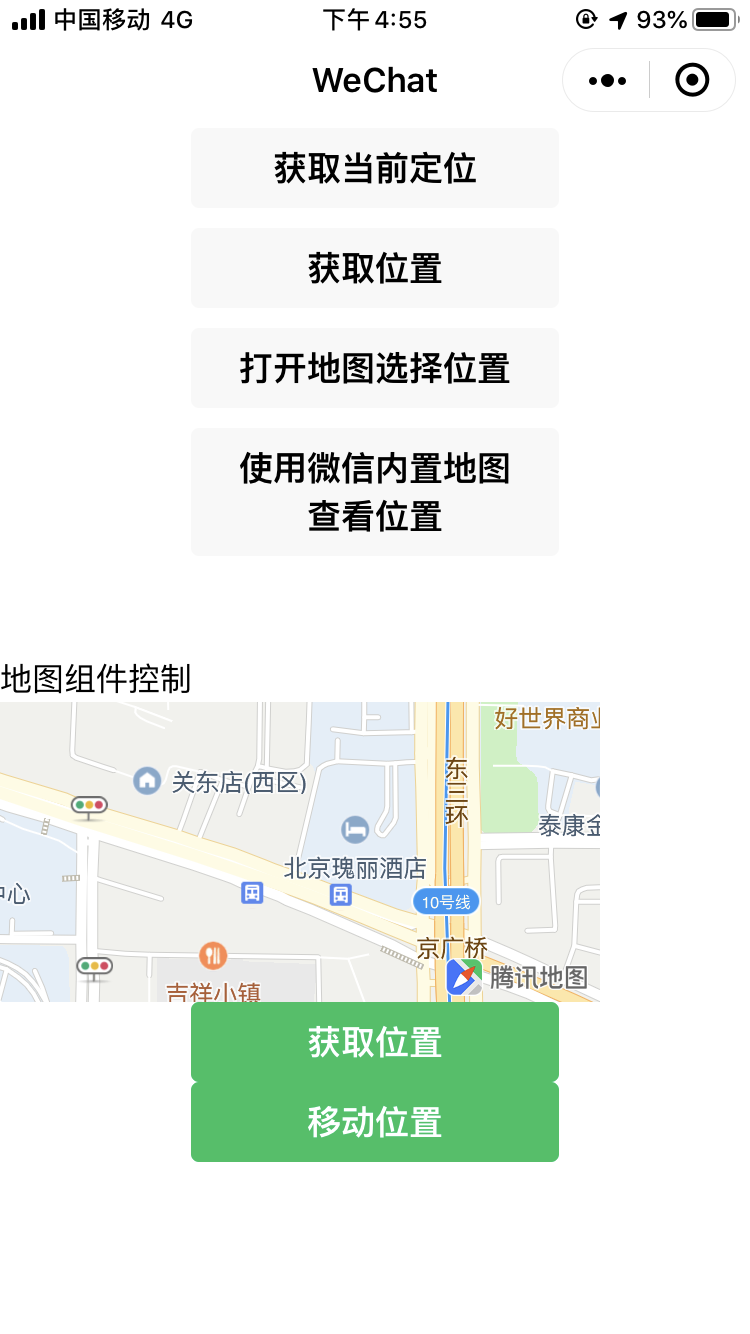 中国移动 4G 下午4:55 93%
WeChat
获取当前定位
获取位置
打开地图选择位置
使用微信内置地图
查看位置
地图组件控制
好世界商业
关东店(西区)
东三环
泰康金
北京瑰丽酒店
中心
10号线
京广桥
腾讯地图
吉祥小镇
获取位置
移动位置